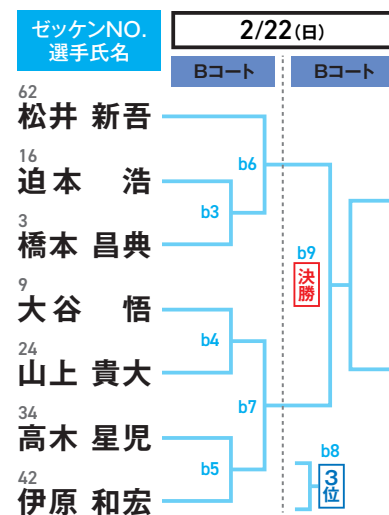 ゼッケンNO.
選手氏名
2/22(日)
Bコート
Bコート
62
松井 新吾
16
迫本 浩
3
橋本 昌典
9
大谷 悟
24
山上 貴大
34
高木 星児
42
伊原 和宏
b6
b3
b9
決勝
b4
b7
b5
b8
3位